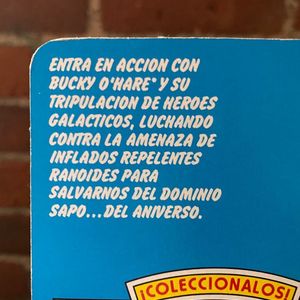 ENTRA EN ACCION CON
BUCKY O'HARE* Y SU
TRIPULACION DE HEROES
GALACTICOS, LUCHANDO
CONTRA LA AMENAZA DE
INFLADOS REPELENTES
RANOIDES PARA
SALVARNOS DEL DOMINIO
SAPO...DEL ANIVERSO.
¡COLECCIONALOS!